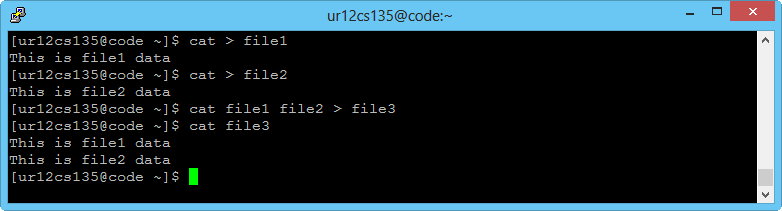 ur12cs135@code:~
[ur12cs135@code ~]$ cat > file1
This is file1 data
[ur12cs135@code ~]$ cat > file2
This is file2 data
[ur12cs135@code ~]$ cat file1 file2 > file3
[ur12cs135@code ~]$ cat file3
This is file1 data
This is file2 data
[ur12cs135@code ~]$